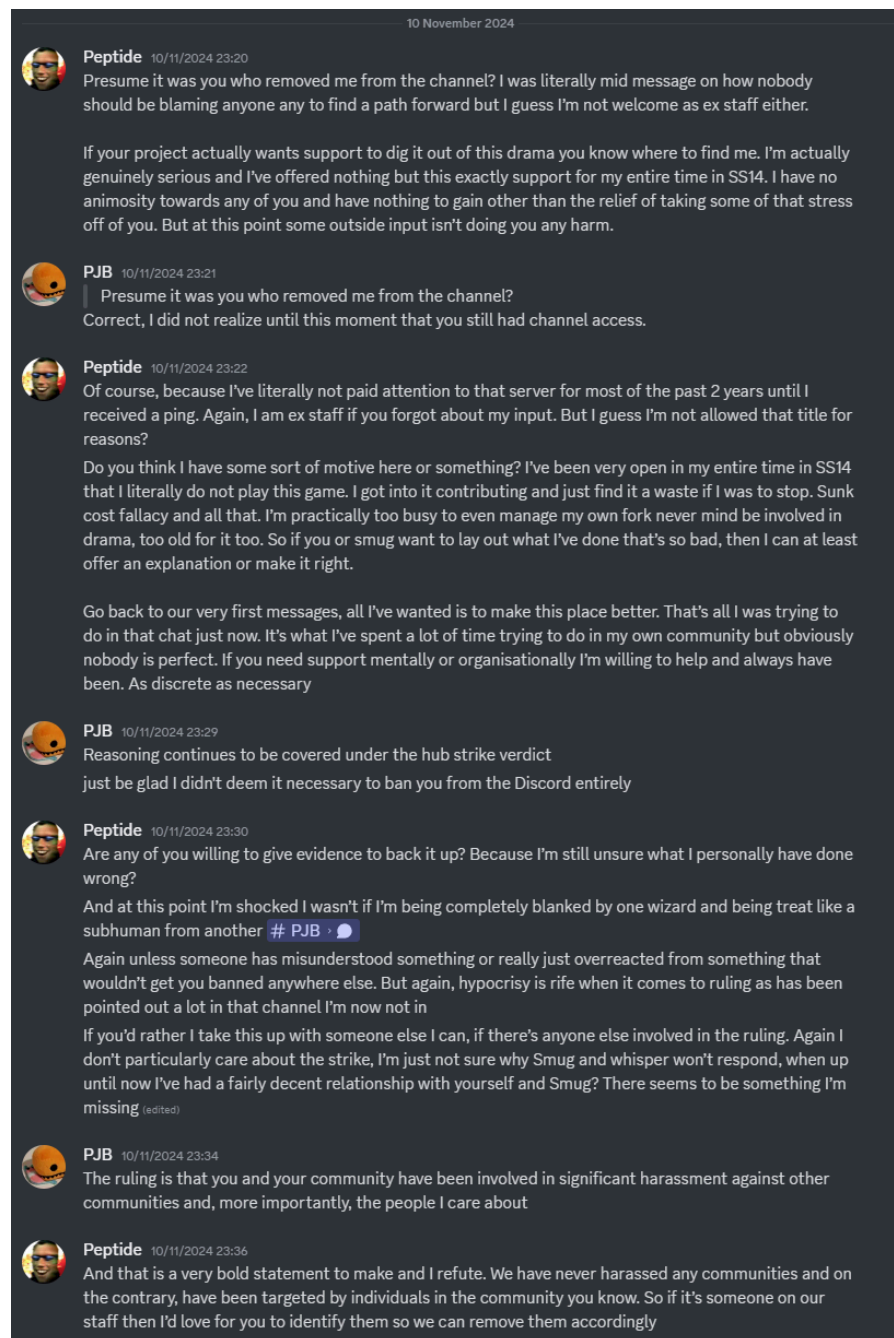 10 November 2024
Peptide 10/11/2024 23:20
Presume it was you who removed me from the channel? I was literally mid message on how nobody
should be blaming anyone any to find a path forward but I guess I'm not welcome as ex staff either.
If your project actually wants support to dig it out of this drama you know where to find me. I'm actually
genuinely serious and I've offered nothing but this exactly support for my entire time in SS14. I have no
animosity towards any of you and have nothing to gain other than the relief of taking some of that stress
off of you. But at this point some outside input isn't doing you any harm.
PJB 10/11/2024 23:21
Presume it was you who removed me from the channel?
Correct, I did not realize until this moment that you still had channel access.
Peptide 10/11/2024 23:22
Of course, because I've literally not paid attention to that server for most of the past 2 years until I
received a ping. Again, I am ex staff if you forgot about my input. But I guess I'm not allowed that title for
reasons?
Do you think I have some sort of motive here or something? I've been very open in my entire time in SS14
that I literally do not play this game. I got into it contributing and just find it a waste if I was to stop. Sunk
cost fallacy and all that. I'm practically too busy to even manage my own fork never mind be involved in
drama, too old for it too. So if you or smug want to lay out what I've done that's so bad, then I can at least
offer an explanation or make it right.
Go back to our very first messages, all I've wanted is to make this place better. That's all I was trying to
do in that chat just now. It's what I've spent a lot of time trying to do in my own community but obviously
nobody is perfect. If you need support mentally or organisationally I'm willing to help and always have
been. As discrete as necessary
PJB 10/11/2024 23:29
Reasoning continues to be covered under the hub strike verdict
just be glad I didn't deem it necessary to ban you from the Discord entirely
Peptide 10/11/2024 23:30
Are any of you willing to give evidence to back it up? Because I'm still unsure what I personally have done
wrong?
And at this point I'm shocked I wasn't if I'm being completely blanked by one wizard and being treat like a
subhuman from another # PJB ›
Again unless someone has misunderstood something or really just overreacted from something that
wouldn't get you banned anywhere else. But again, hypocrisy is rife when it comes to ruling as has been
pointed out a lot in that channel I'm now not in
If you'd rather I take this up with someone else I can, if there's anyone else involved in the ruling. Again I
don't particularly care about the strike, I'm just not sure why Smug and whisper won't respond, when up
until now I've had a fairly decent relationship with yourself and Smug? There seems to be something I'm
missing (edited)
PJB 10/11/2024 23:34
The ruling is that you and your community have been involved in significant harassment against other
communities and, more importantly, the people I care about
Peptide 10/11/2024 23:36
And that is a very bold statement to make and I refute. We have never harassed any communities and on
the contrary, have been targeted by individuals in the community you know. So if it's someone on our
staff then I'd love for you to identify them so we can remove them accordingly